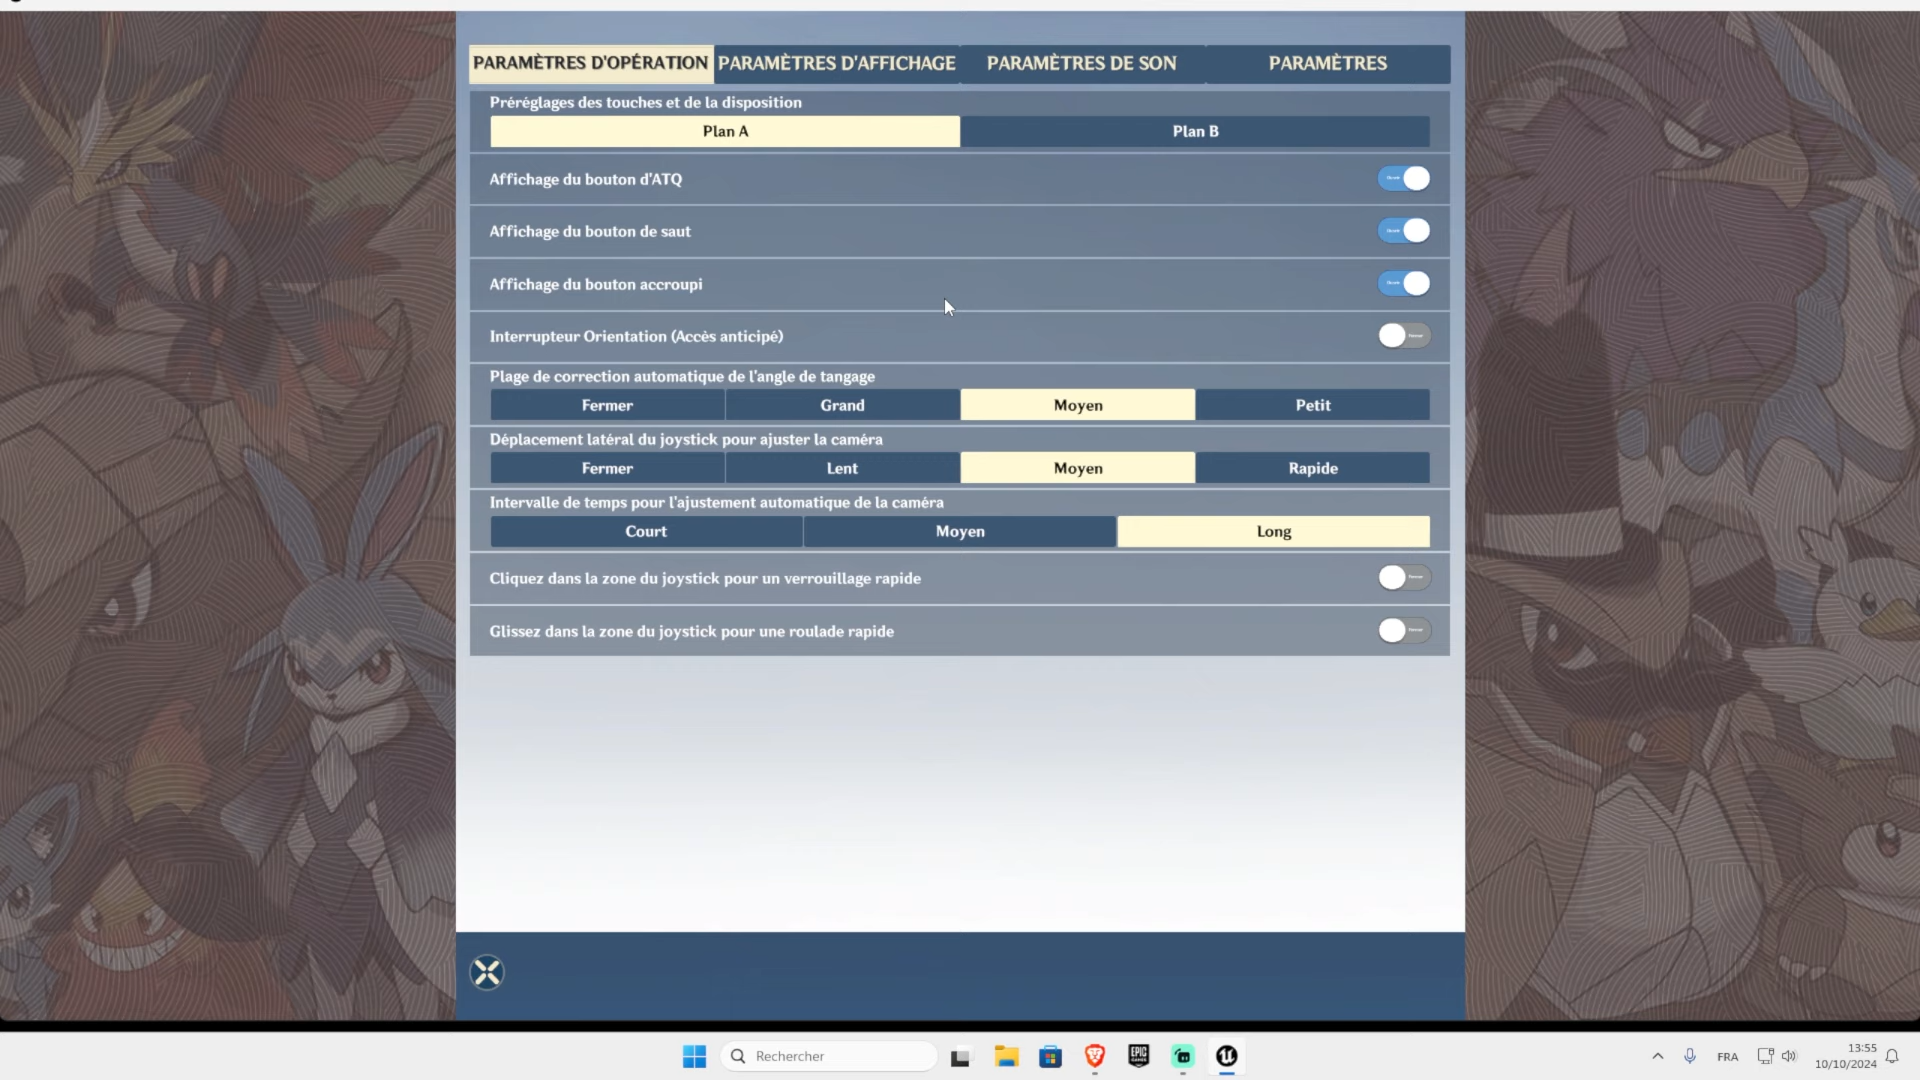 PARAMÈTRES D'OPÉRATION PARAMÈTRES D'AFFICHAGE PARAMÈTRES DE SON PARAMÈTRES
Préréglages des touches et de la disposition
Plan A Plan B
Affichage du bouton d'ATQ
Affichage du bouton de saut
Affichage du bouton accroupi
Interrupteur Orientation (Accès anticipé)
Plage de correction automatique de l'angle de tangage
Fermer Grand Moyen Petit
Déplacement latéral du joystick pour ajuster la caméra
Fermer Lent Moyen Rapide
Intervalle de temps pour l'ajustement automatique de la caméra
Court Moyen Long
Cliquez dans la zone du joystick pour un verrouillage rapide
Glissez dans la zone du joystick pour une roulade rapide
Rechercher
EPIC GAMES
FRA
13:55
10/10/2024